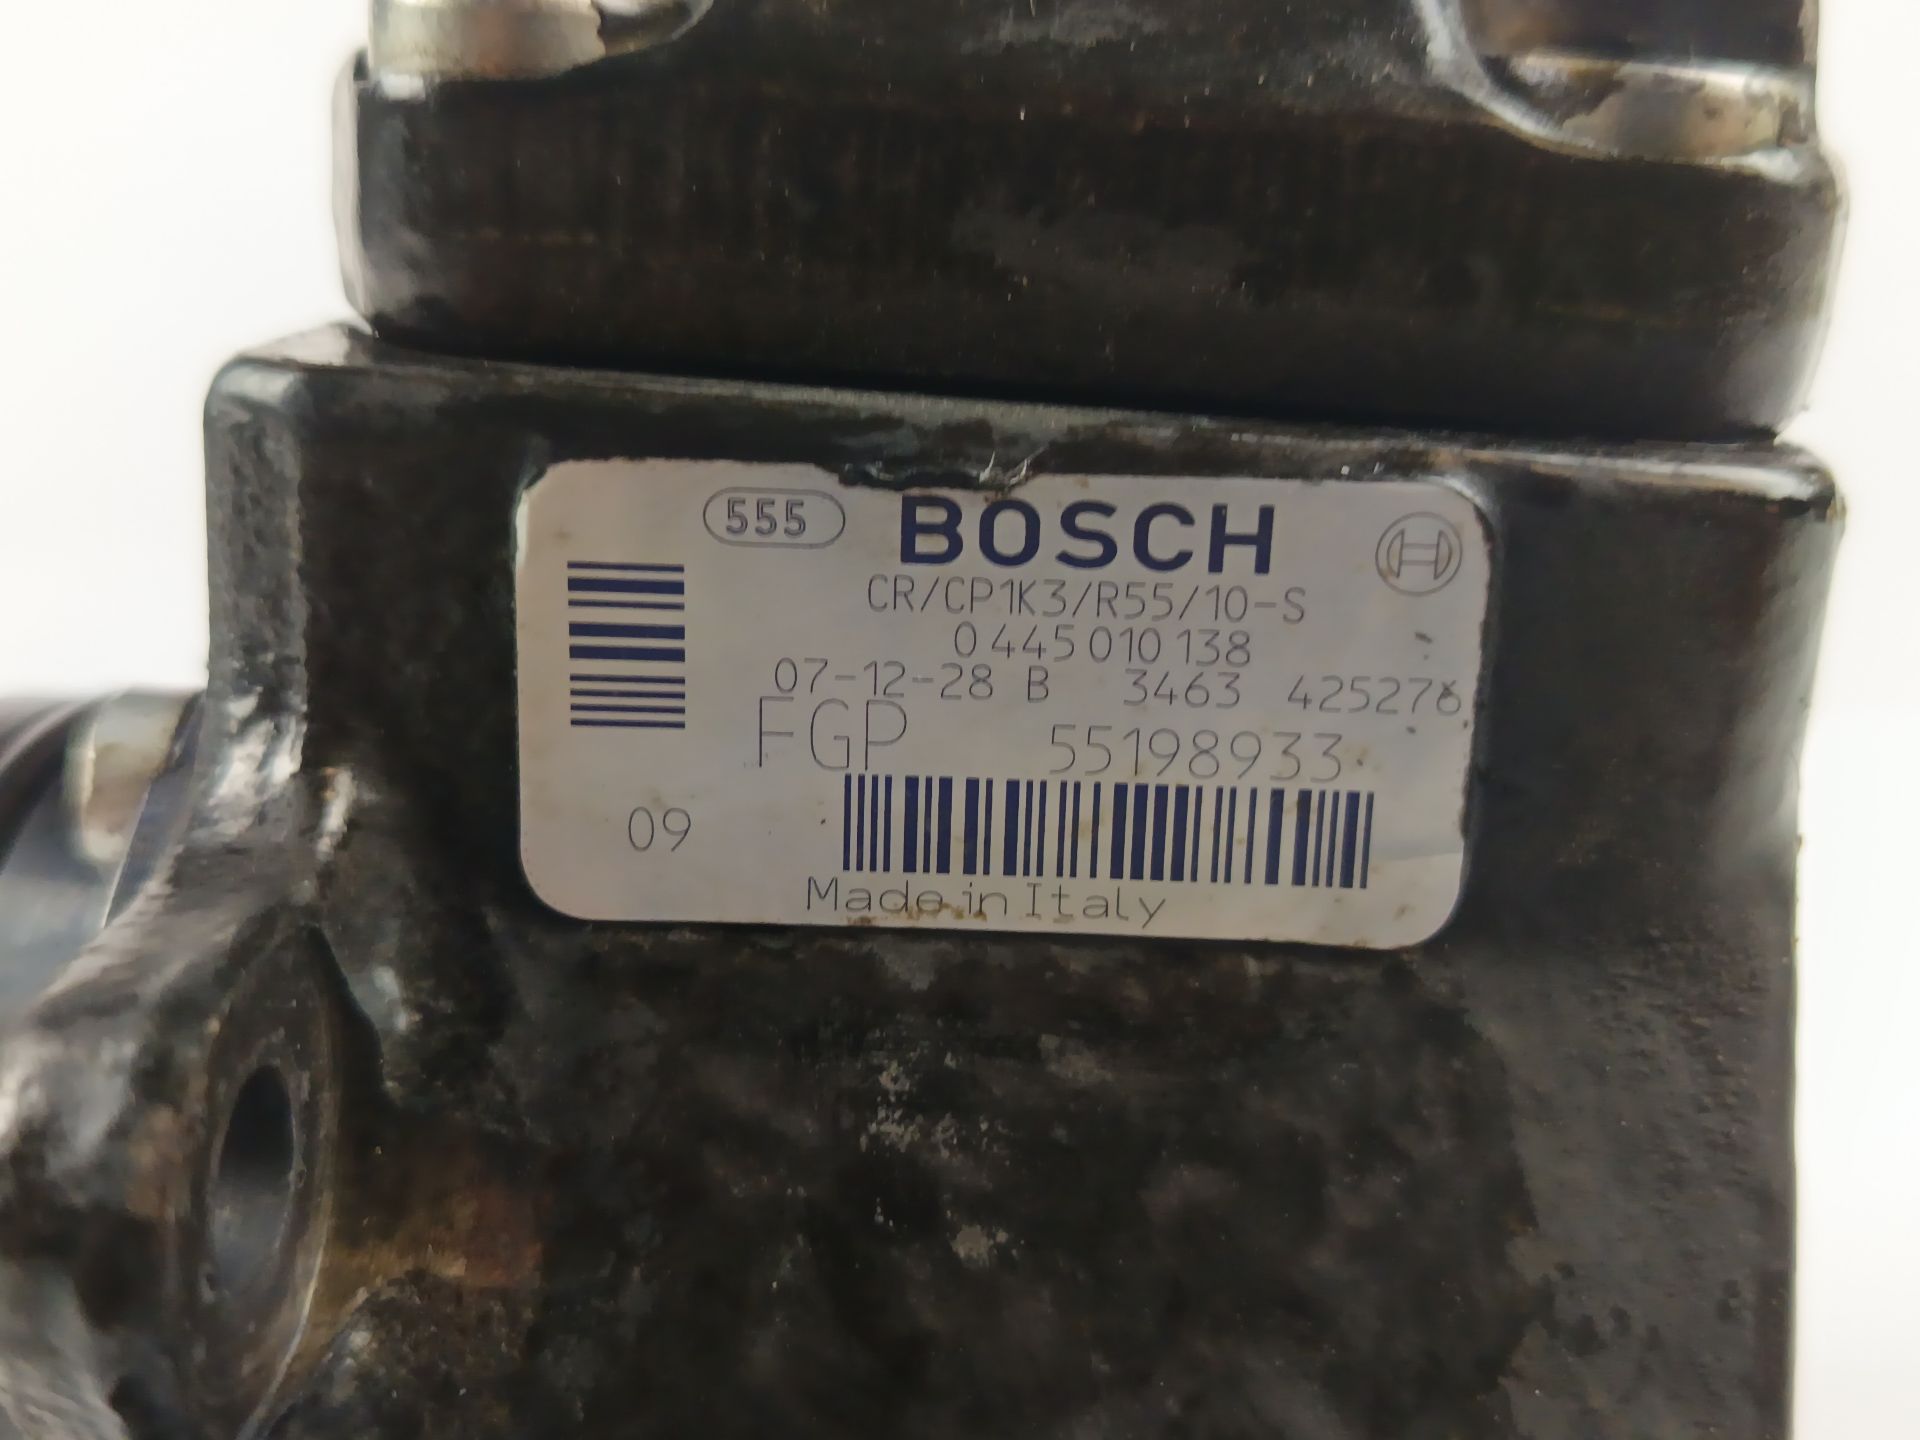 555 BOSCH
CR/CP1K3/R55/10-S
0 445 010 138
07-12-28 B 3463 425276
FGP 55198933
09
Made in Italy